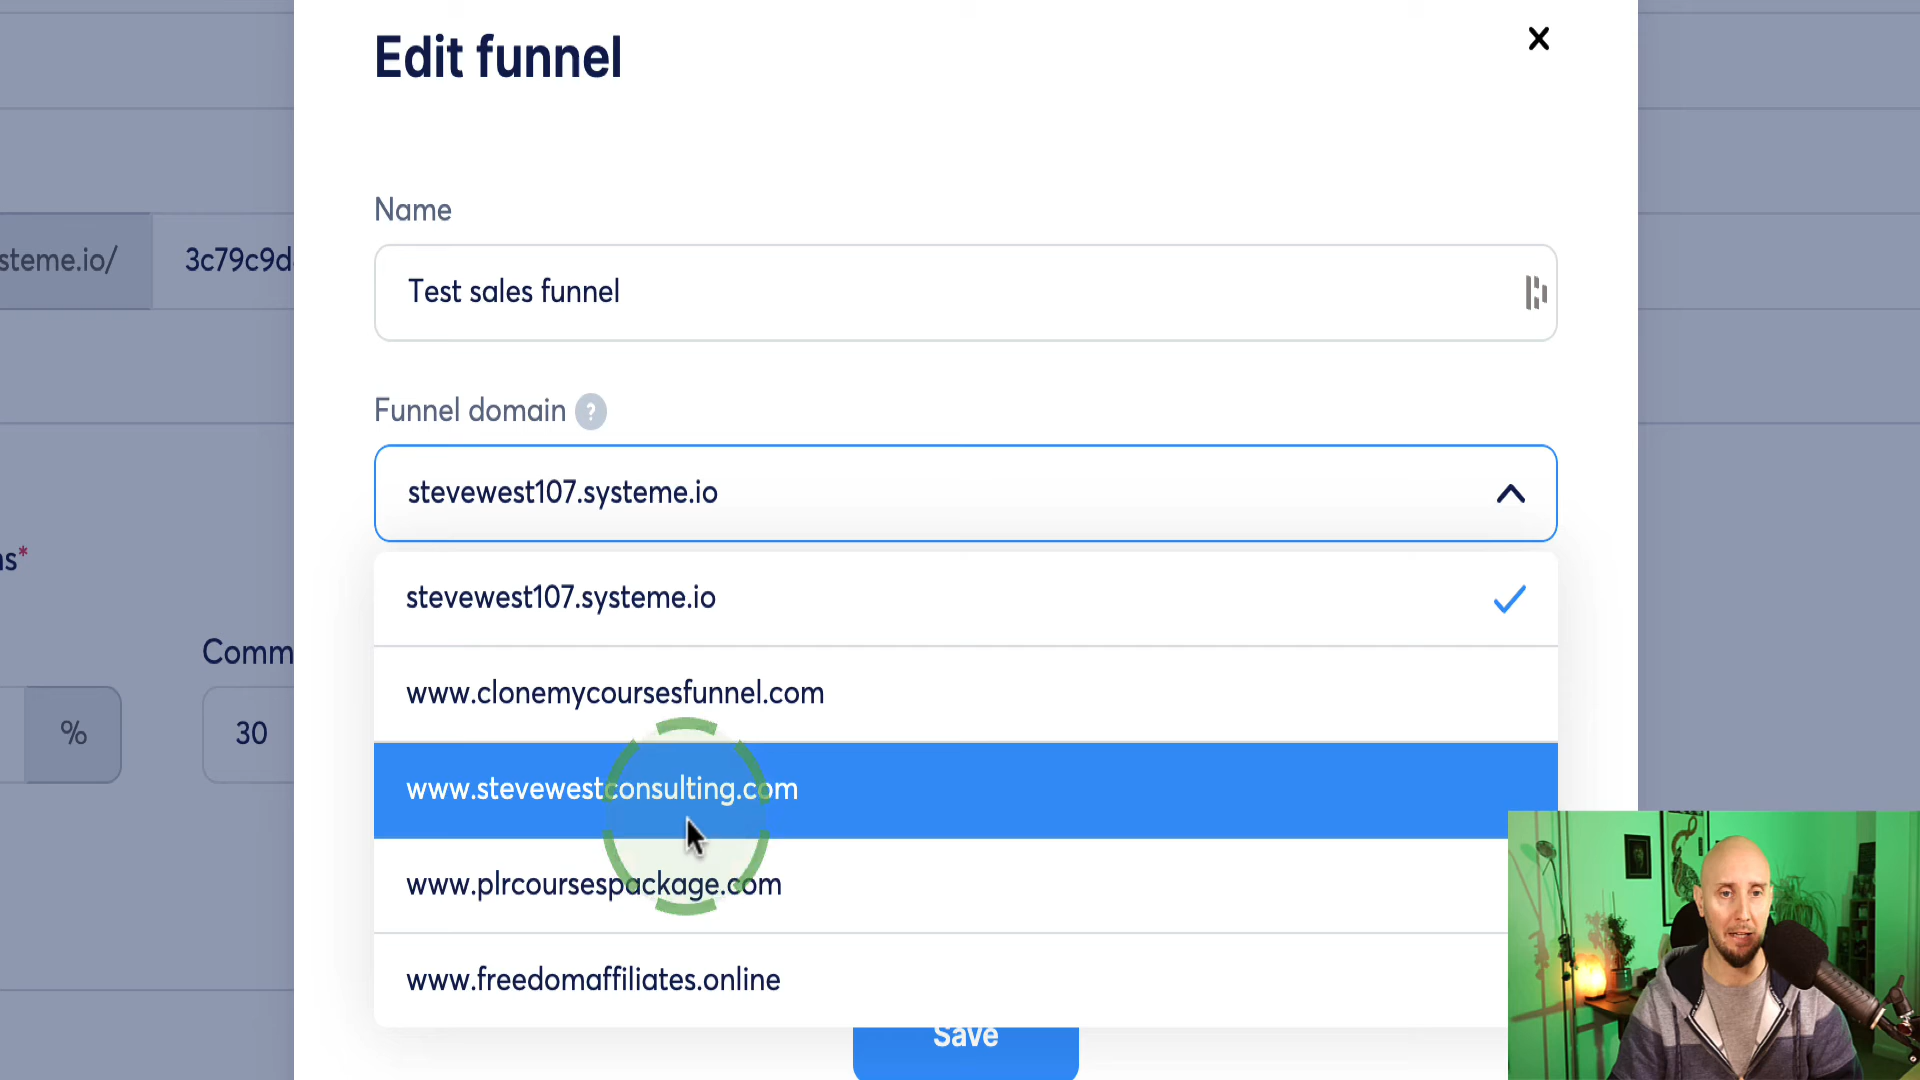 Edit funnel
Name
steme.io/ 3c79c9d
Test sales funnel
Funnel domain ?
stevewest107.systeme.io
stevewest107.systeme.io
ns*
Comm
www.clonemycoursesfunnel.com
% 30
www.stevewestconsulting.com
www.plrcoursespackage.com
www.freedomaffiliates.online
Save